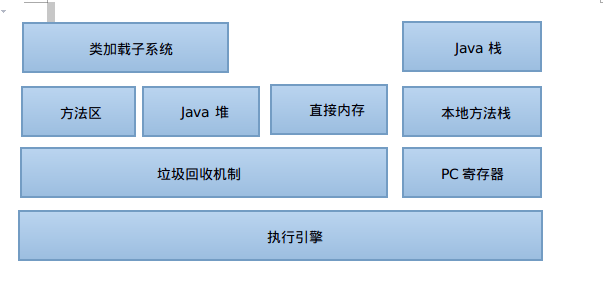 类加载子系统
Java 栈
方法区
Java 堆
直接内存
本地方法栈
垃圾回收机制
PC 寄存器
执行引擎